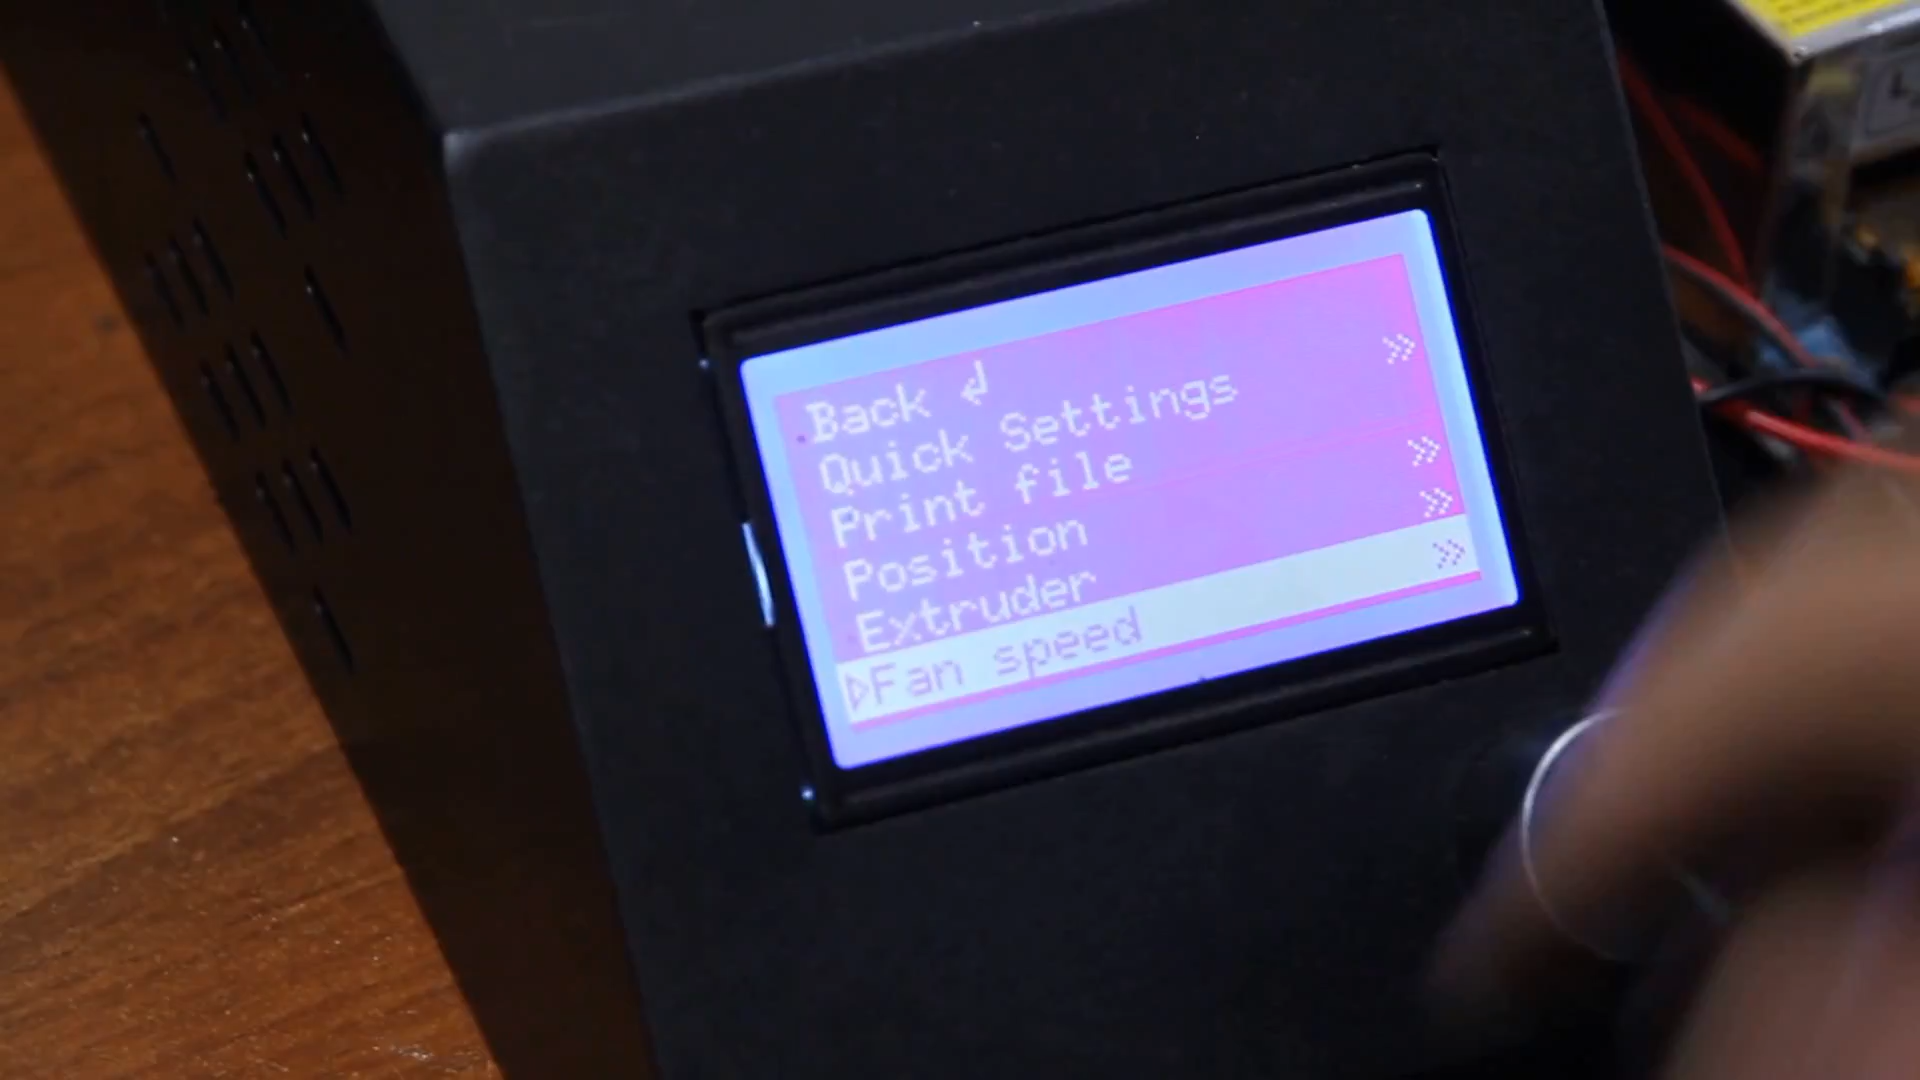 Back ↲
Quick Settings »
Print file
Position »
Extruder »
▷Fan speed »